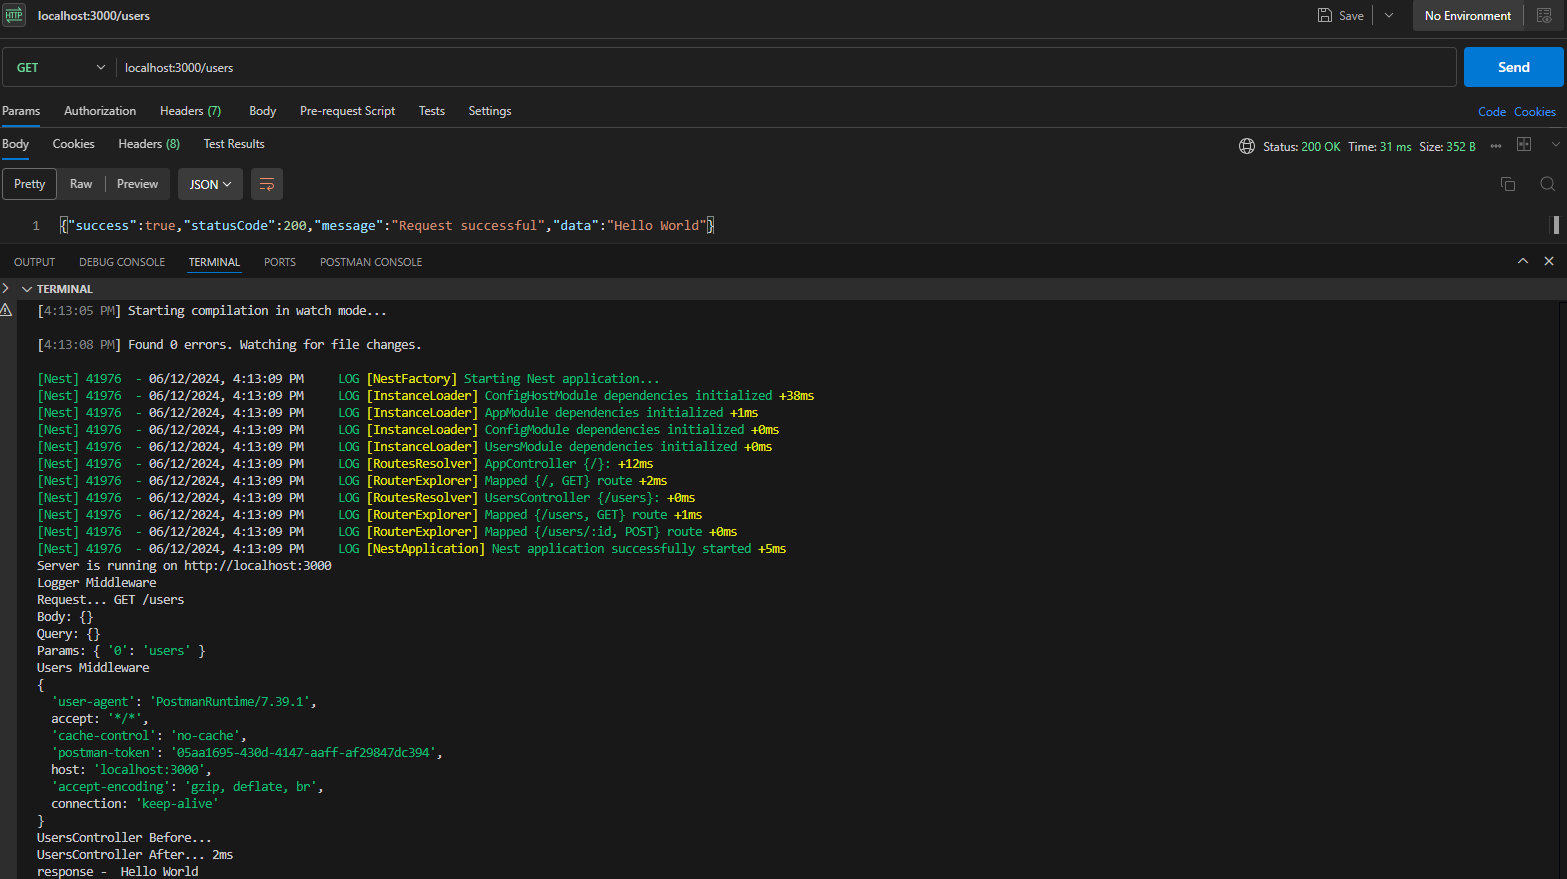 HTTP localhost:3000/users Save No Environment
GET localhost:3000/users Send
Params Authorization Headers (7) Body Pre-request Script Tests Settings Code Cookies
Body Cookies Headers (8) Test Results Status: 200 OK Time: 31 ms Size: 352 B
Pretty Raw Preview JSON
1 {"success":true,"statusCode":200,"message":"Request successful","data":"Hello World"}
OUTPUT DEBUG CONSOLE TERMINAL PORTS POSTMAN CONSOLE
TERMINAL
[4:13:05 PM] Starting compilation in watch mode...
[4:13:08 PM] Found 0 errors. Watching for file changes.
[Nest] 41976  - 06/12/2024, 4:13:09 PM     LOG [NestFactory] Starting Nest application...
[Nest] 41976  - 06/12/2024, 4:13:09 PM     LOG [InstanceLoader] ConfigHostModule dependencies initialized +38ms
[Nest] 41976  - 06/12/2024, 4:13:09 PM     LOG [InstanceLoader] AppModule dependencies initialized +1ms
[Nest] 41976  - 06/12/2024, 4:13:09 PM     LOG [InstanceLoader] ConfigModule dependencies initialized +0ms
[Nest] 41976  - 06/12/2024, 4:13:09 PM     LOG [InstanceLoader] UsersModule dependencies initialized +0ms
[Nest] 41976  - 06/12/2024, 4:13:09 PM     LOG [RoutesResolver] AppController {/}: +12ms
[Nest] 41976  - 06/12/2024, 4:13:09 PM     LOG [RouterExplorer] Mapped {/, GET} route +2ms
[Nest] 41976  - 06/12/2024, 4:13:09 PM     LOG [RoutesResolver] UsersController {/users}: +0ms
[Nest] 41976  - 06/12/2024, 4:13:09 PM     LOG [RouterExplorer] Mapped {/users, GET} route +1ms
[Nest] 41976  - 06/12/2024, 4:13:09 PM     LOG [RouterExplorer] Mapped {/users/:id, POST} route +0ms
[Nest] 41976  - 06/12/2024, 4:13:09 PM     LOG [NestApplication] Nest application successfully started +5ms
Server is running on http://localhost:3000
Logger Middleware
Request... GET /users
Body: {}
Query: {}
Params: { '0': 'users' }
Users Middleware
{
  'user-agent': 'PostmanRuntime/7.39.1',
  accept: '*/*',
  'cache-control': 'no-cache',
  'postman-token': '05aa1695-430d-4147-aaff-af29847dc394',
  host: 'localhost:3000',
  'accept-encoding': 'gzip, deflate, br',
  connection: 'keep-alive'
}
UsersController Before...
UsersController After... 2ms
response -  Hello World